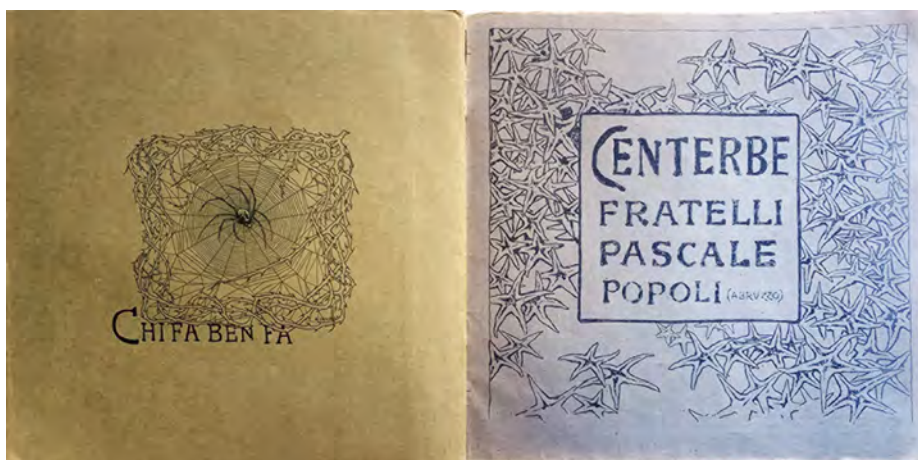 CHI FA BEN FA
CENTERBE
FRATELLI
PASCALE
POPOLI (ABRUZZO)